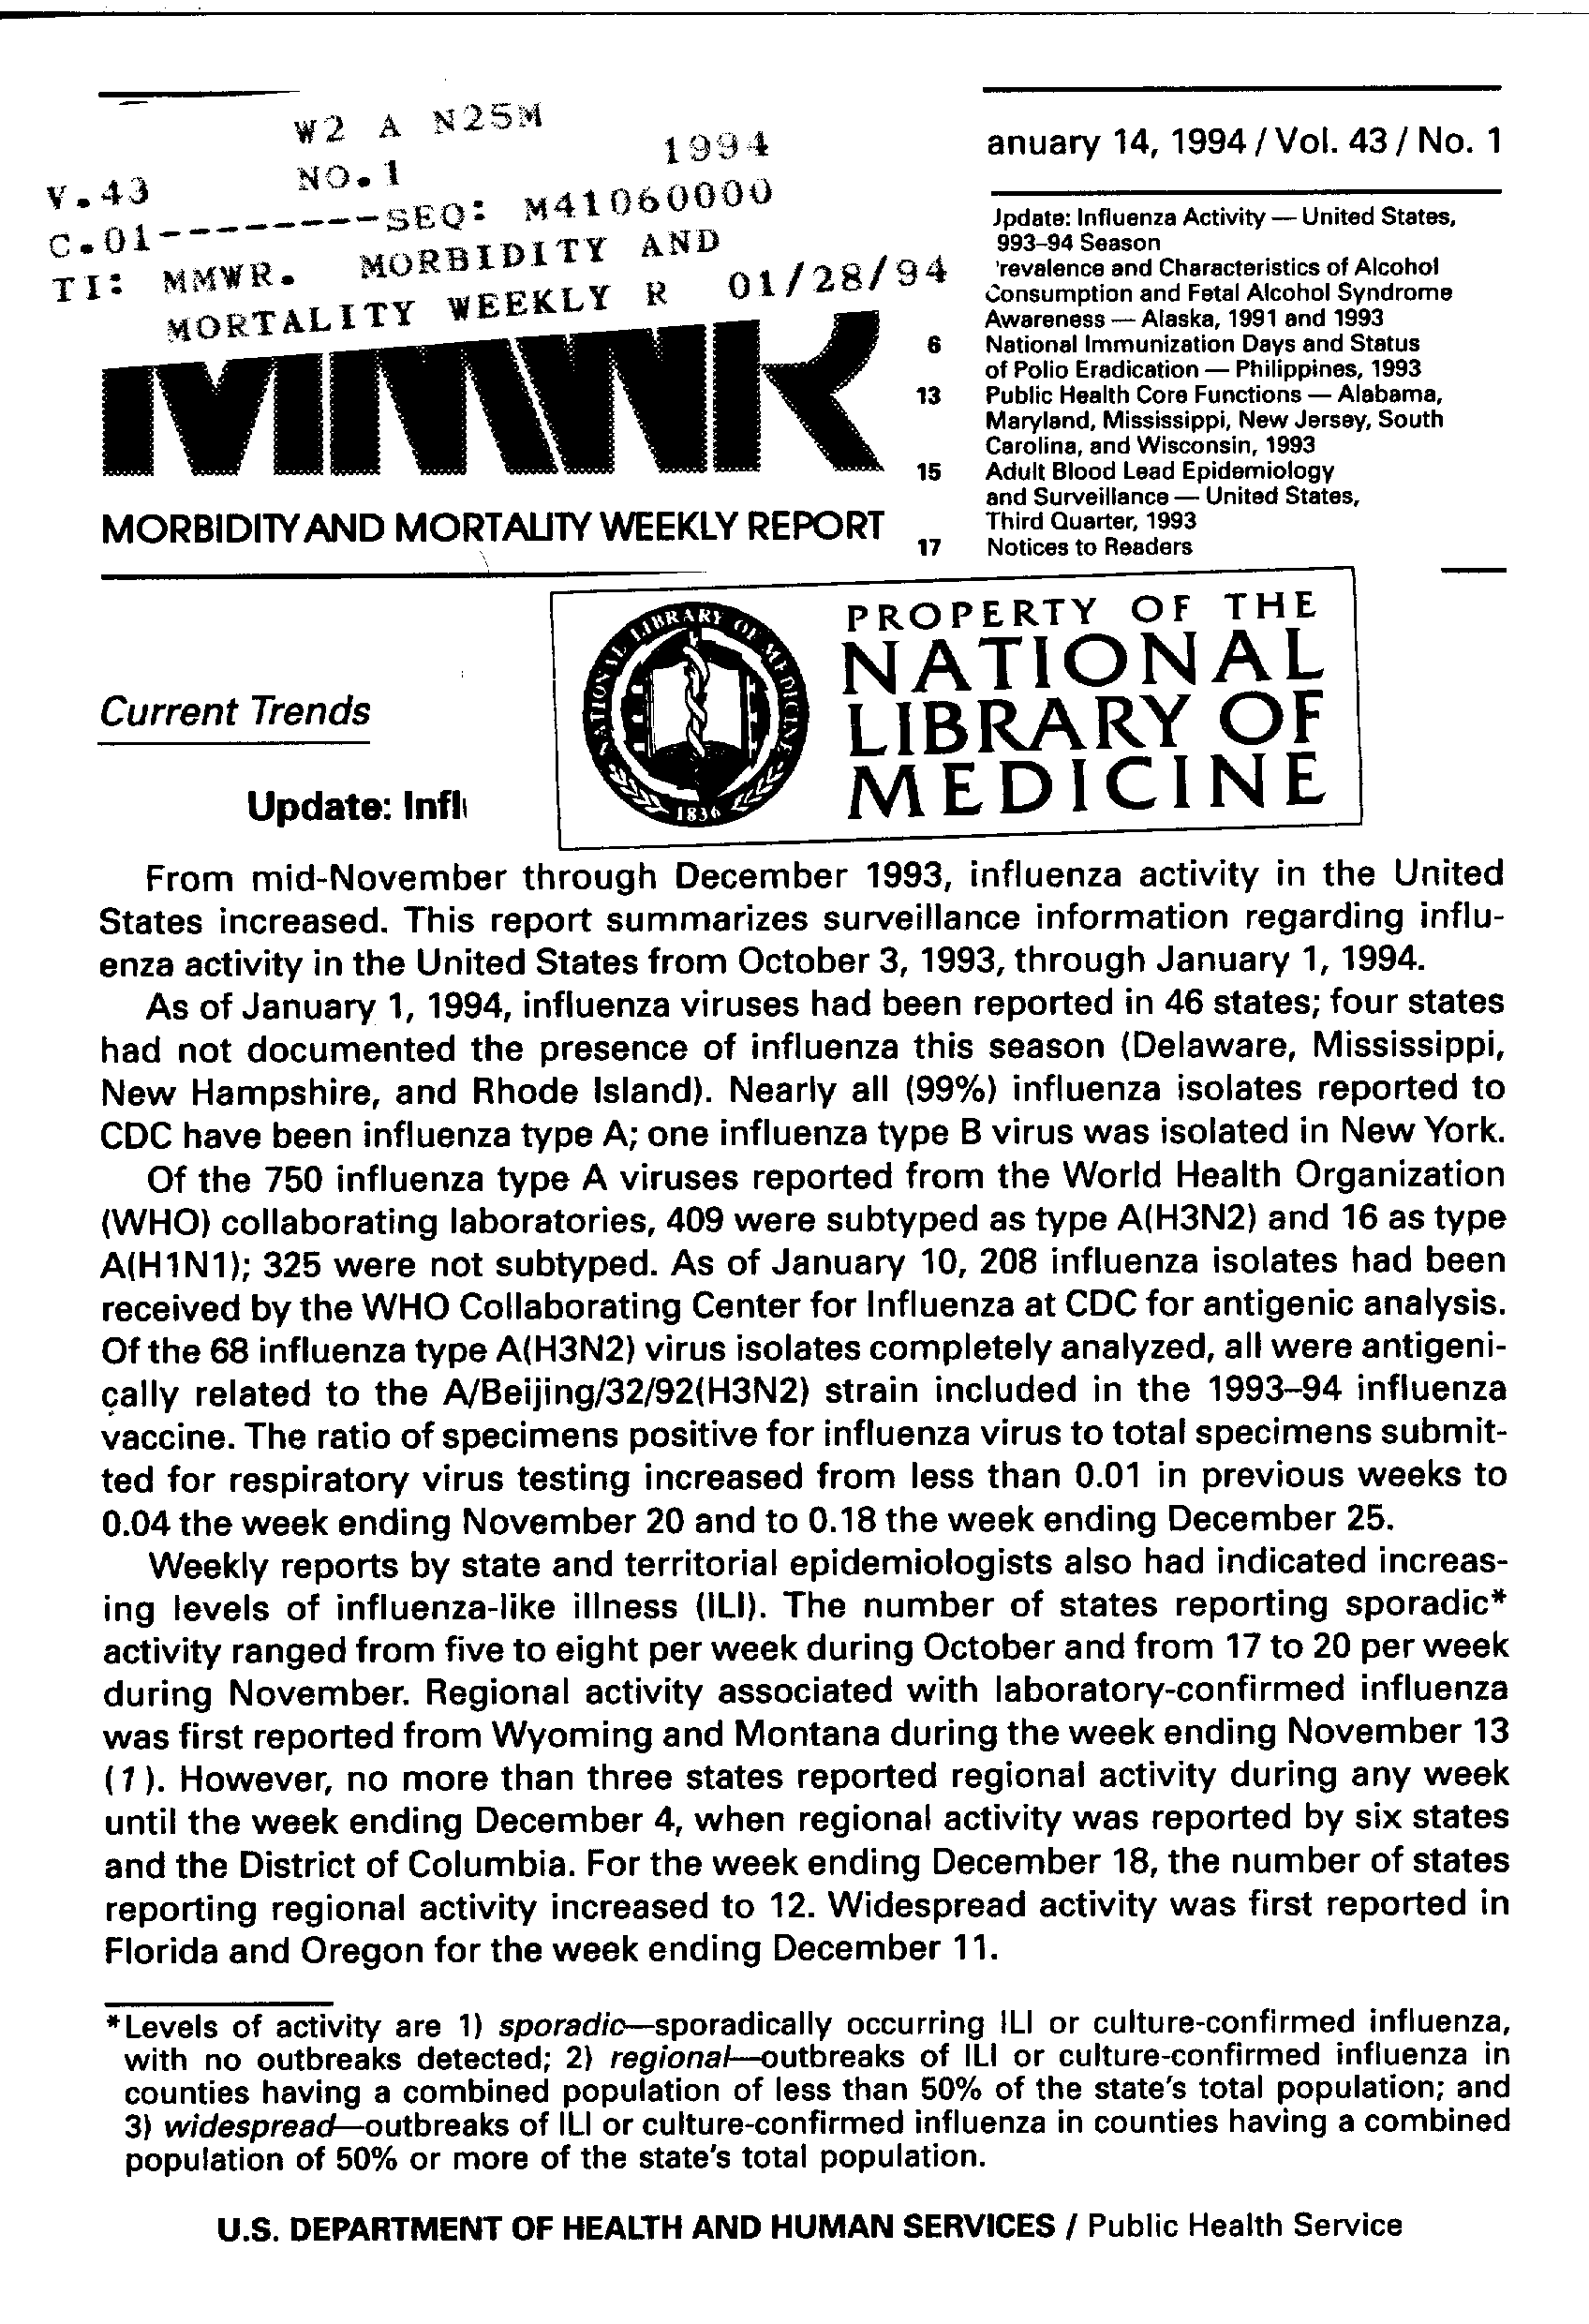 W2 A N25M
V.43 NO.1 1994
C.01---------SEQ: M41060000
TI: MMWR. MORBIDITY AND
MORTALITY WEEKLY R 01/28/94
MMWR
MORBIDITY AND MORTALITY WEEKLY REPORT
anuary 14, 1994 / Vol. 43 / No. 1
Jpdate: Influenza Activity — United States,
993–94 Season
'revalence and Characteristics of Alcohol
Consumption and Fetal Alcohol Syndrome
Awareness — Alaska, 1991 and 1993
6 National Immunization Days and Status
of Polio Eradication — Philippines, 1993
13 Public Health Core Functions — Alabama,
Maryland, Mississippi, New Jersey, South
Carolina, and Wisconsin, 1993
15 Adult Blood Lead Epidemiology
and Surveillance — United States,
Third Quarter, 1993
17 Notices to Readers
NATIONAL LIBRARY OF MEDICINE
1836
PROPERTY OF THE
NATIONAL
LIBRARY OF
MEDICINE
Current Trends
Update: Infl
From mid-November through December 1993, influenza activity in the United
States increased. This report summarizes surveillance information regarding influ-
enza activity in the United States from October 3, 1993, through January 1, 1994.
As of January 1, 1994, influenza viruses had been reported in 46 states; four states
had not documented the presence of influenza this season (Delaware, Mississippi,
New Hampshire, and Rhode Island). Nearly all (99%) influenza isolates reported to
CDC have been influenza type A; one influenza type B virus was isolated in New York.
Of the 750 influenza type A viruses reported from the World Health Organization
(WHO) collaborating laboratories, 409 were subtyped as type A(H3N2) and 16 as type
A(H1N1); 325 were not subtyped. As of January 10, 208 influenza isolates had been
received by the WHO Collaborating Center for Influenza at CDC for antigenic analysis.
Of the 68 influenza type A(H3N2) virus isolates completely analyzed, all were antigeni-
cally related to the A/Beijing/32/92(H3N2) strain included in the 1993–94 influenza
vaccine. The ratio of specimens positive for influenza virus to total specimens submit-
ted for respiratory virus testing increased from less than 0.01 in previous weeks to
0.04 the week ending November 20 and to 0.18 the week ending December 25.
Weekly reports by state and territorial epidemiologists also had indicated increas-
ing levels of influenza-like illness (ILI). The number of states reporting sporadic*
activity ranged from five to eight per week during October and from 17 to 20 per week
during November. Regional activity associated with laboratory-confirmed influenza
was first reported from Wyoming and Montana during the week ending November 13
(1). However, no more than three states reported regional activity during any week
until the week ending December 4, when regional activity was reported by six states
and the District of Columbia. For the week ending December 18, the number of states
reporting regional activity increased to 12. Widespread activity was first reported in
Florida and Oregon for the week ending December 11.
*Levels of activity are 1) sporadic—sporadically occurring ILI or culture-confirmed influenza,
with no outbreaks detected; 2) regional—outbreaks of ILI or culture-confirmed influenza in
counties having a combined population of less than 50% of the state's total population; and
3) widespread—outbreaks of ILI or culture-confirmed influenza in counties having a combined
population of 50% or more of the state's total population.
U.S. DEPARTMENT OF HEALTH AND HUMAN SERVICES / Public Health Service